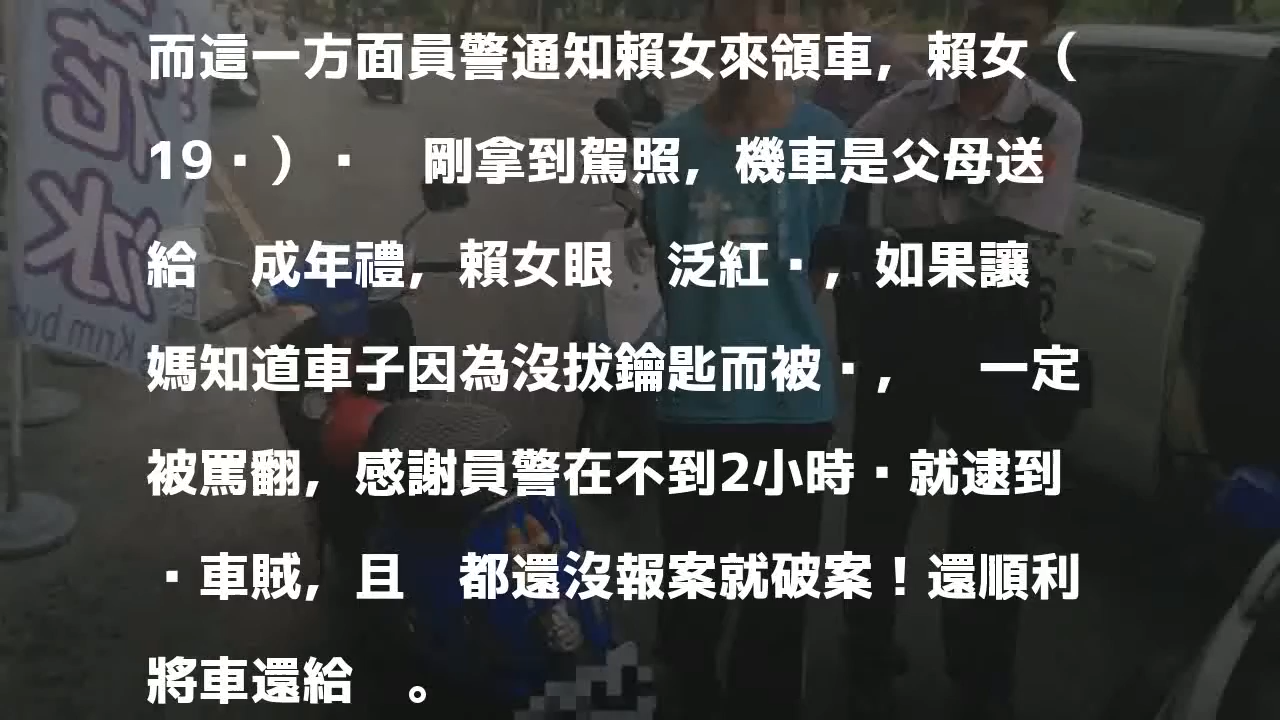 而這一方面員警通知賴女來領車，賴女（
19·）·　剛拿到駕照，機車是父母送
給　成年禮，賴女眼　泛紅·，如果讓
媽知道車子因為沒拔鑰匙而被·，　一定
被罵翻，感謝員警在不到2小時·就逮到
·車賊，且　都還沒報案就破案！還順利
將車還給　。